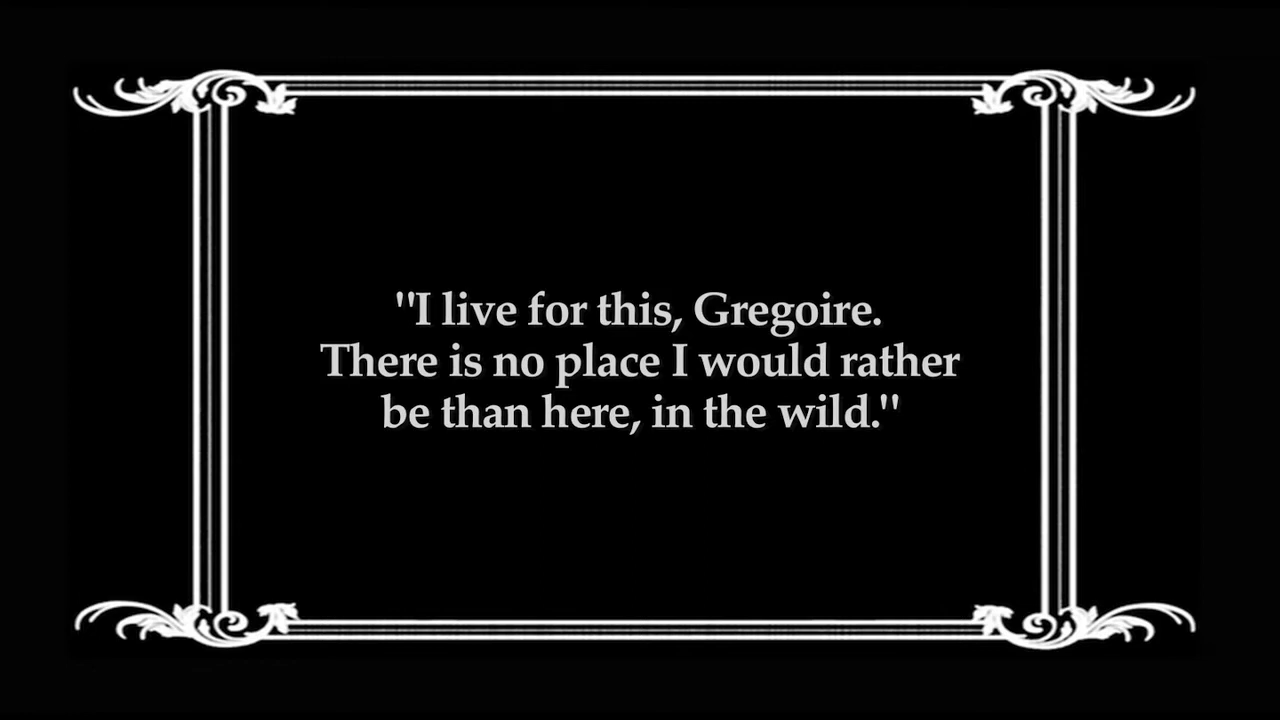 "I live for this, Gregoire.
There is no place I would rather
be than here, in the wild."